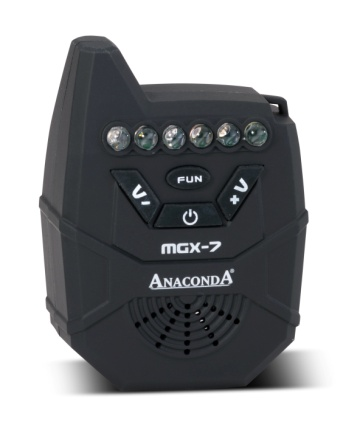 FUN
V-
+V
MGX-7
ANACONDA®